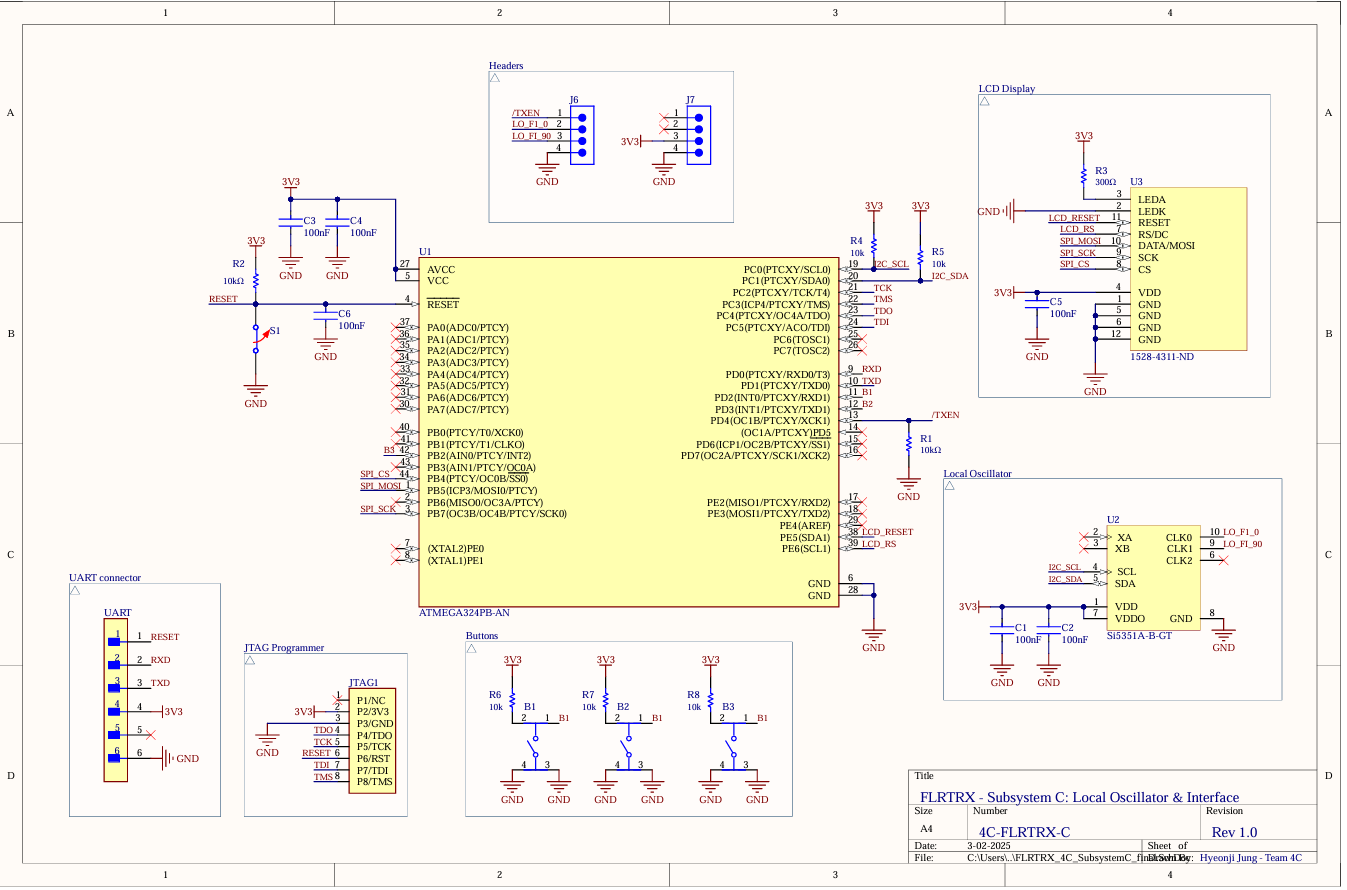 1 2 3 4
A
B
C
D
Headers
J6
/TXEN 1
LO_F1_0 2
LO_FI_90 3
4
GND
J7
1
2
3V3 3
4
GND
LCD Display
3V3
R3
300Ω
U3
3 LEDA
GND 2 LEDK
LCD_RESET 11 RESET
LCD_RS 7 RS/DC
SPI_MOSI 10 DATA/MOSI
SPI_SCK 9 SCK
SPI_CS 8 CS
3V3 4 VDD
1 GND
5 GND
6 GND
12 GND
C5
100nF
GND
GND
1528-4311-ND
3V3
C3
100nF
C4
100nF
GND
GND
3V3
R2
10kΩ
RESET
S1
C6
100nF
GND
GND
U1
27 AVCC
5 VCC
4 RESET
37 PA0(ADC0/PTCY)
36 PA1(ADC1/PTCY)
35 PA2(ADC2/PTCY)
34 PA3(ADC3/PTCY)
33 PA4(ADC4/PTCY)
32 PA5(ADC5/PTCY)
31 PA6(ADC6/PTCY)
30 PA7(ADC7/PTCY)
40 PB0(PTCY/T0/XCK0)
41 PB1(PTCY/T1/CLKO)
B3 42 PB2(AIN0/PTCY/INT2)
43 PB3(AIN1/PTCY/OC0A)
SPI_CS 44 PB4(PTCY/OC0B/SS0)
SPI_MOSI 1 PB5(ICP3/MOSI0/PTCY)
2 PB6(MISO0/OC3A/PTCY)
SPI_SCK 3 PB7(OC3B/OC4B/PTCY/SCK0)
7 (XTAL2)PE0
8 (XTAL1)PE1
3V3
R4
10k
3V3
R5
10k
PC0(PTCXY/SCL0) 19 I2C_SCL
PC1(PTCXY/SDA0) 20 I2C_SDA
PC2(PTCXY/TCK/T4) 21 TCK
PC3(ICP4/PTCXY/TMS) 22 TMS
PC4(PTCXY/OC4A/TDO) 23 TDO
PC5(PTCXY/ACO/TDI) 24 TDI
PC6(TOSC1) 25
PC7(TOSC2) 26
PD0(PTCXY/RXD0/T3) 9 RXD
PD1(PTCXY/TXD0) 10 TXD
PD2(INT0/PTCXY/RXD1) 11 B1
PD3(INT1/PTCXY/TXD1) 12 B2
PD4(OC1B/PTCXY/XCK1) 13 /TXEN
(OC1A/PTCXY)PD5 14
PD6(ICP1/OC2B/PTCXY/SS1) 15
PD7(OC2A/PTCXY/SCK1/XCK2) 16
PE2(MISO1/PTCXY/RXD2) 17
PE3(MOSI1/PTCXY/TXD2) 18
PE4(AREF) 29
PE5(SDA1) 38 LCD_RESET
PE6(SCL1) 39 LCD_RS
GND 6
GND 28
GND
ATMEGA324PB-AN
R1
10kΩ
GND
Local Oscillator
U2
2 XA
3 XB
I2C_SCL 4 SCL
I2C_SDA 5 SDA
3V3 1 VDD
7 VDDO
CLK0 10 LO_F1_0
CLK1 9 LO_FI_90
CLK2 6
GND 8
GND
C1
100nF
C2
100nF
GND
GND
Si5351A-B-GT
UART connector
UART
1 1 RESET
2 2 RXD
3 3 TXD
4 4 3V3
5 5
6 6 GND
JTAG Programmer
JTAG1
1 P1/NC
3V3 2 P2/3V3
3 P3/GND
TDO 4 P4/TDO
TCK 5 P5/TCK
RESET 6 P6/RST
TDI 7 P7/TDI
TMS 8 P8/TMS
GND
Buttons
3V3 3V3 3V3
R6
10k
B1
2 1 B1
4 3
GND GND
R7
10k
B2
2 1 B1
4 3
GND GND
R8
10k
B3
2 1 B1
4 3
GND GND
Title
FLRTRX - Subsystem C: Local Oscillator & Interface
Size Number Revision
A4 4C-FLRTRX-C Rev 1.0
Date: 3-02-2025 Sheet of
File: C:\Users\..\FLRTRX_4C_SubsystemC_ By: Hyeonji Jung - Team 4C
A
B
C
D
1 2 3 4